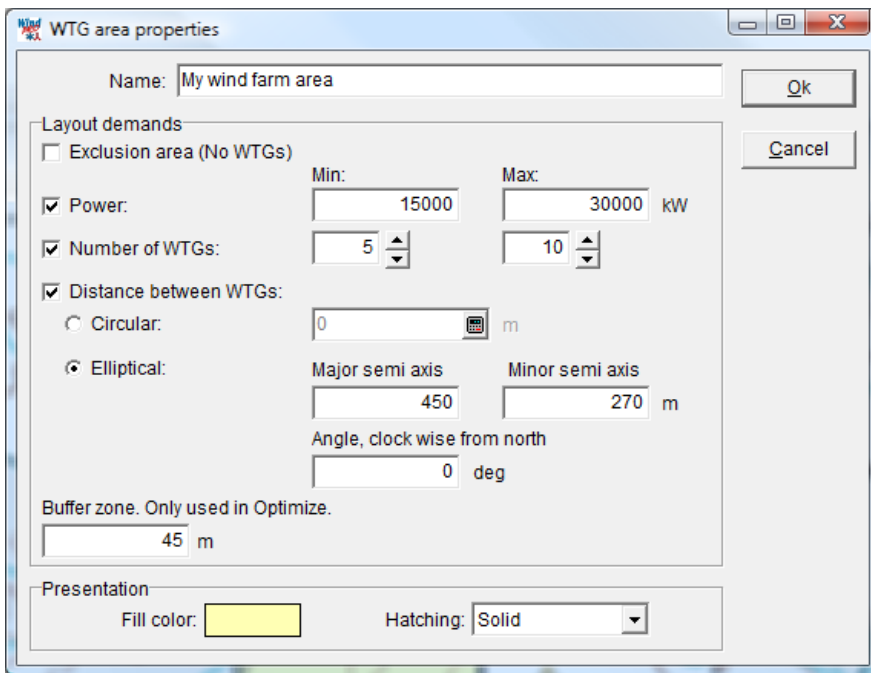 WTG area properties
Name: My wind farm area
Ok
Layout demands
Cancel
Exclusion area (No WTGs)
Min: Max:
Power: 15000 30000 kW
Number of WTGs: 5 10
Distance between WTGs:
Circular: 0 m
Elliptical: Major semi axis Minor semi axis
450 270 m
Angle, clock wise from north
0 deg
Buffer zone. Only used in Optimize.
45 m
Presentation
Fill color: Hatching: Solid